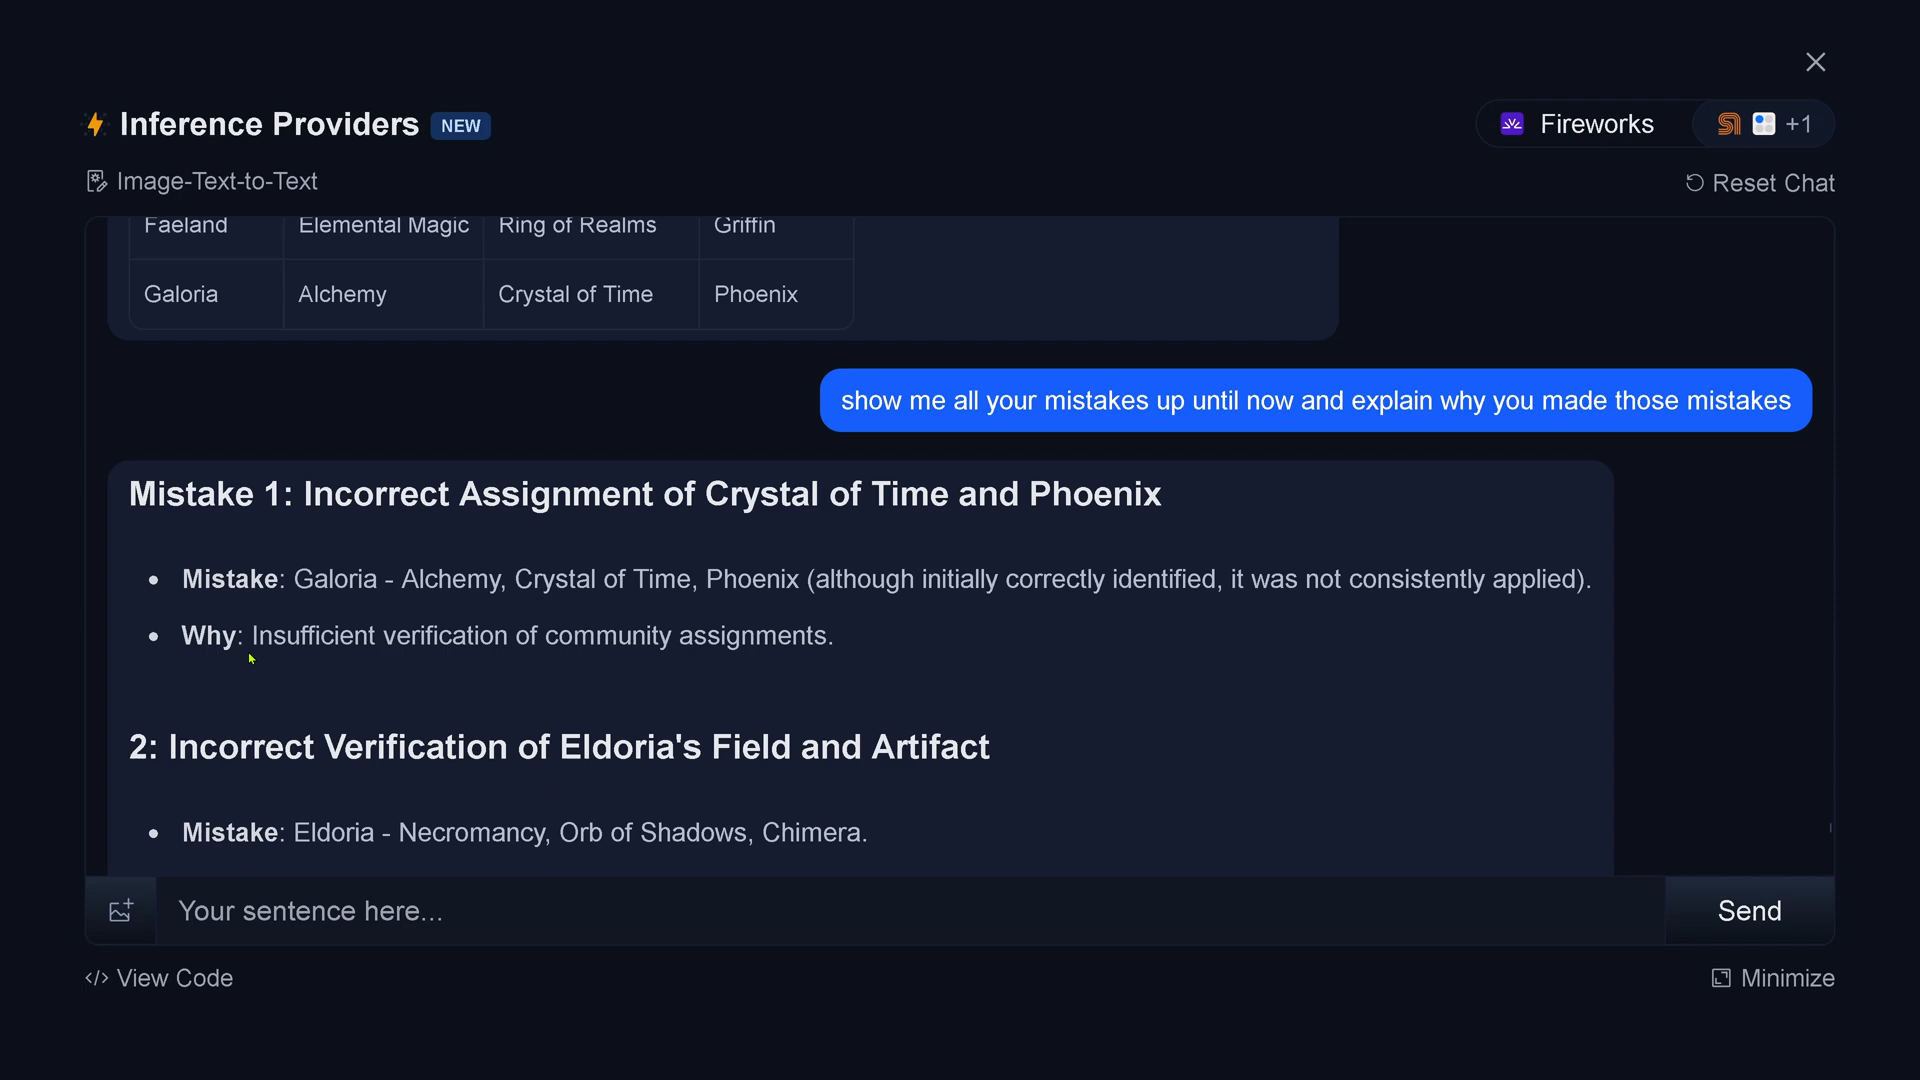 Inference Providers NEW
Fireworks +1
Image-Text-to-Text
Reset Chat
Faeland Elemental Magic Ring of Realms Griffin
Galoria Alchemy Crystal of Time Phoenix
show me all your mistakes up until now and explain why you made those mistakes
Mistake 1: Incorrect Assignment of Crystal of Time and Phoenix
• Mistake: Galoria - Alchemy, Crystal of Time, Phoenix (although initially correctly identified, it was not consistently applied).
• Why: Insufficient verification of community assignments.
2: Incorrect Verification of Eldoria's Field and Artifact
• Mistake: Eldoria - Necromancy, Orb of Shadows, Chimera.
Your sentence here...
Send
</> View Code
Minimize